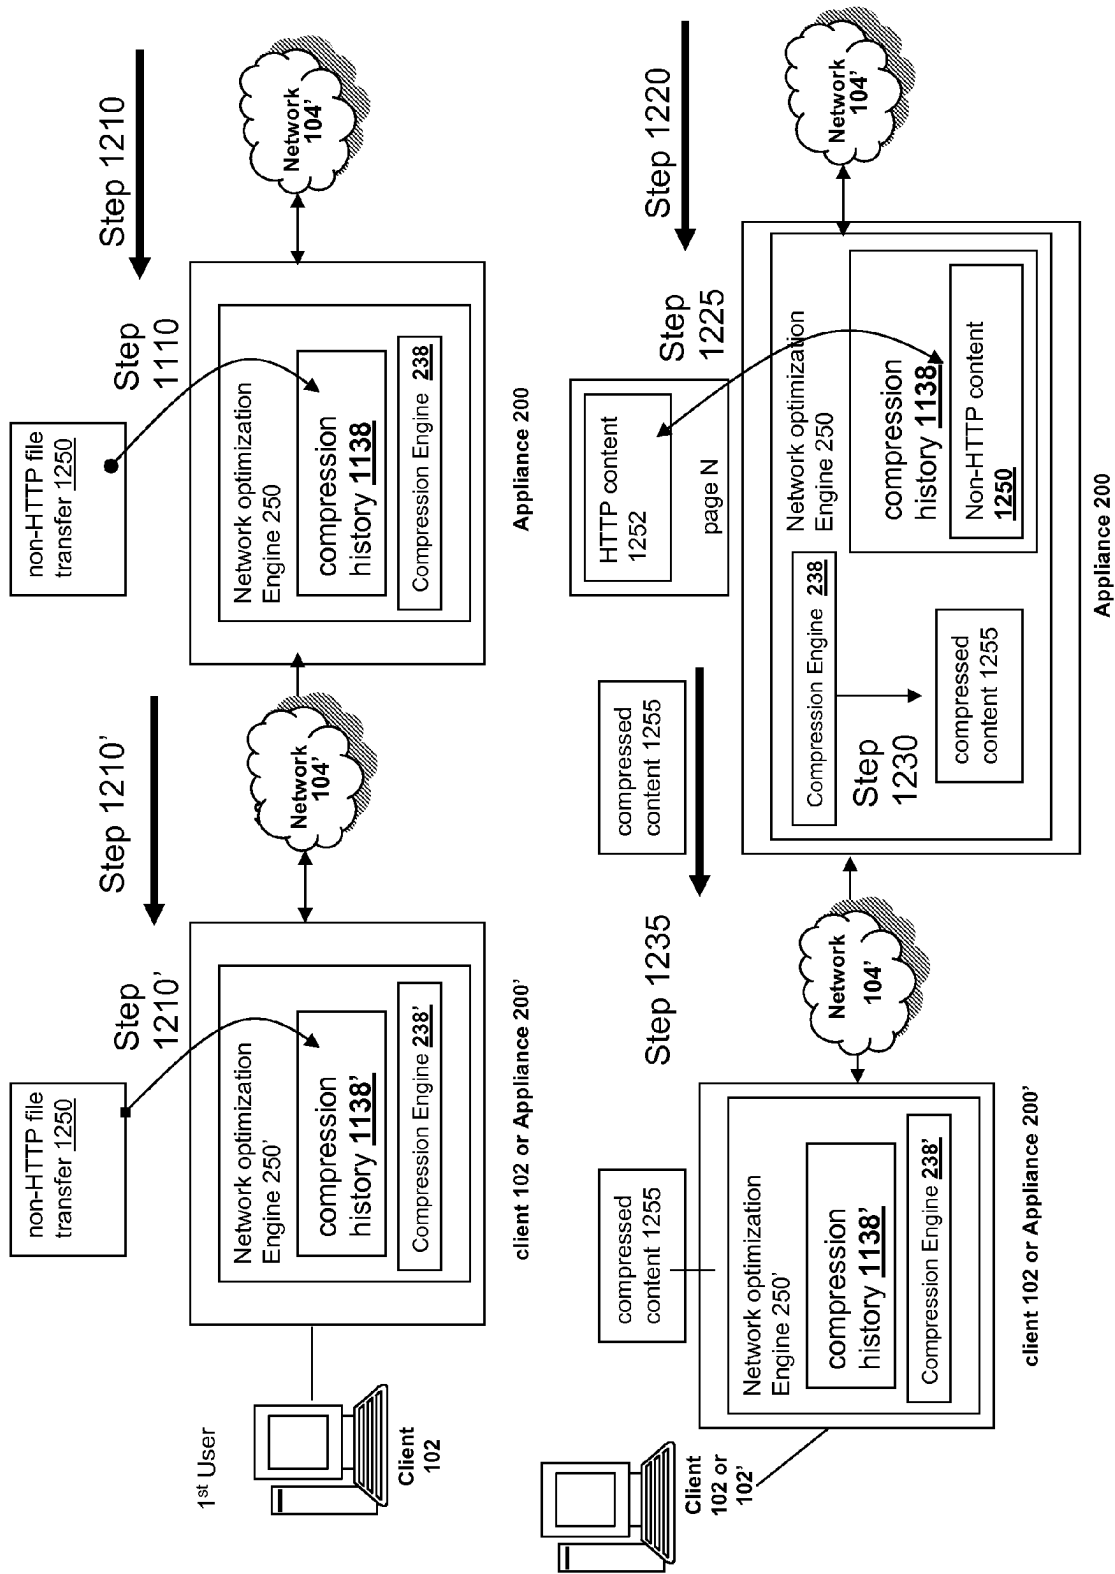 1st User
Client
102
non-HTTP file
transfer 1250
Step
1210’
Network optimization
Engine 250’
compression
history 1138’
Compression Engine 238’
client 102 or Appliance 200’
Step 1210’
Network
104’
non-HTTP file
transfer 1250
Step
1110
Step 1210
Network optimization
Engine 250
compression
history 1138
Compression Engine 238
Appliance 200
Network
104’
Client
102 or
102’
compressed
content 1255
Network optimization
Engine 250’
compression
history 1138’
Compression Engine 238’
client 102 or Appliance 200’
Step 1235
compressed
content 1255
Network
104’
HTTP content
1252
page N
Step
1225
Step 1220
Compression Engine 238
Step
1230
compressed
content 1255
Network optimization
Engine 250
compression
history 1138
Non-HTTP content
1250
Appliance 200
Network
104’